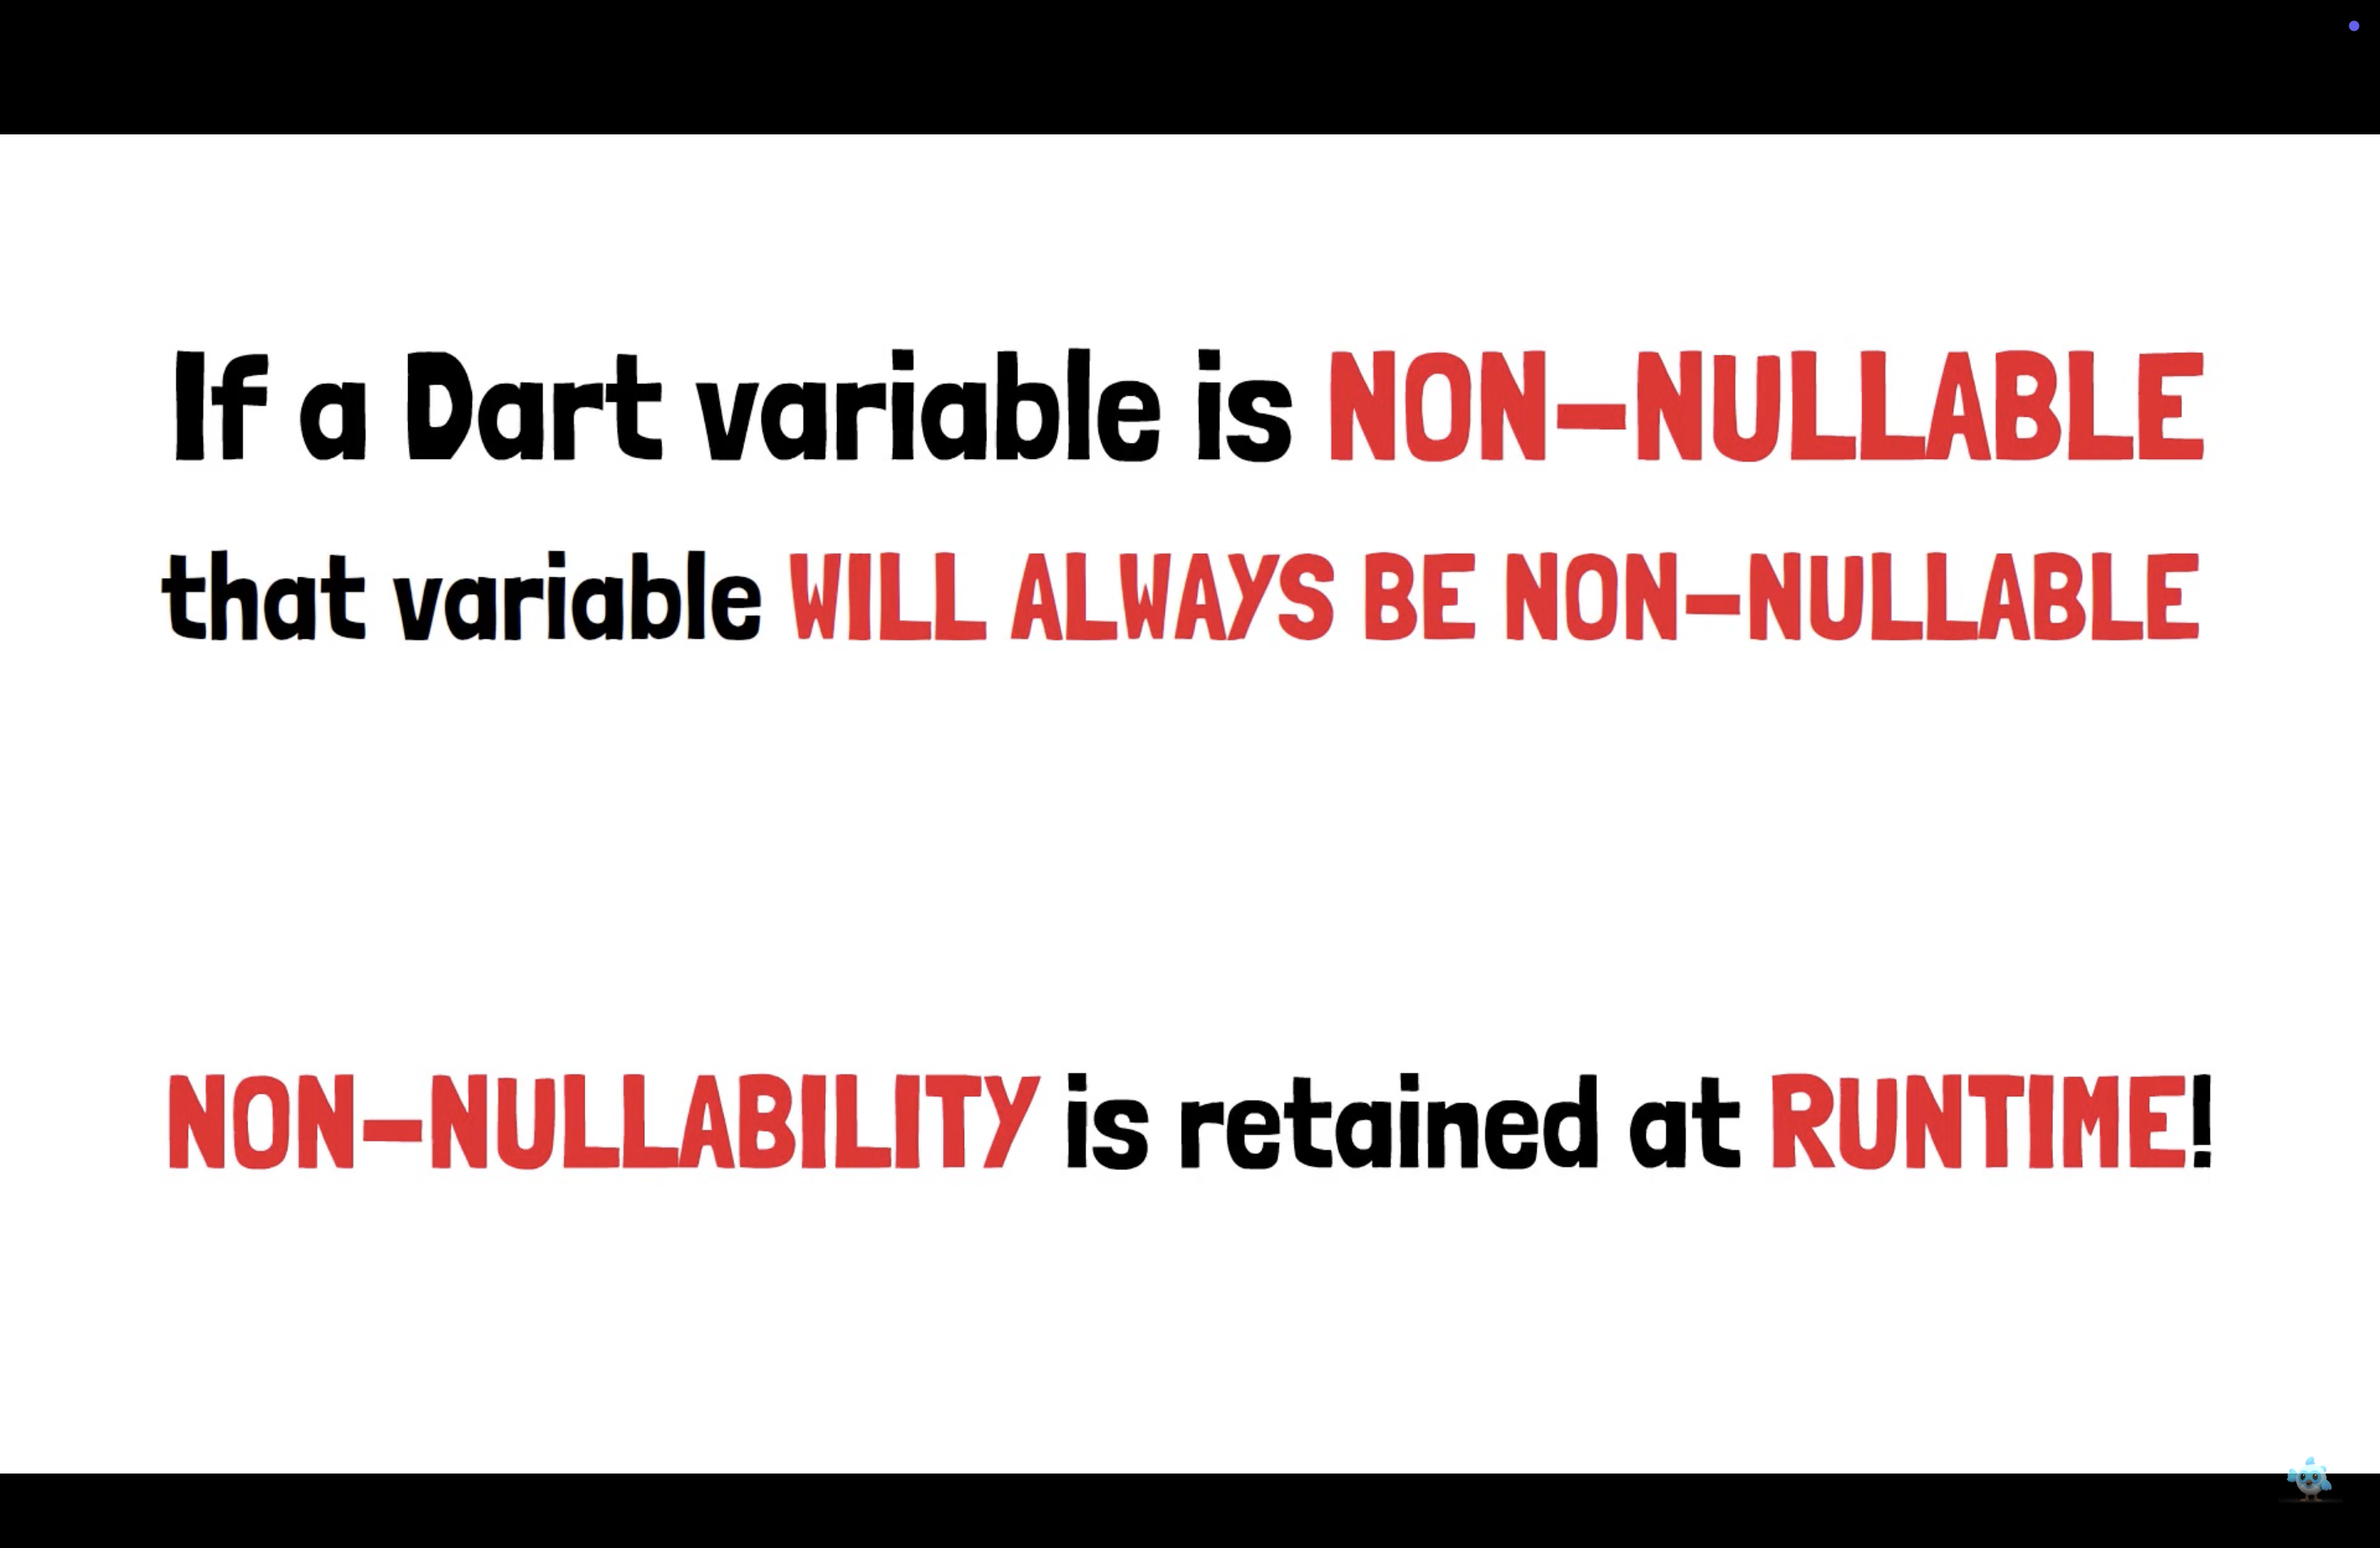 If a Dart variable is NON-NULLABLE
that variable WILL ALWAYS BE NON-NULLABLE
NON-NULLABILITY is retained at RUNTIME!